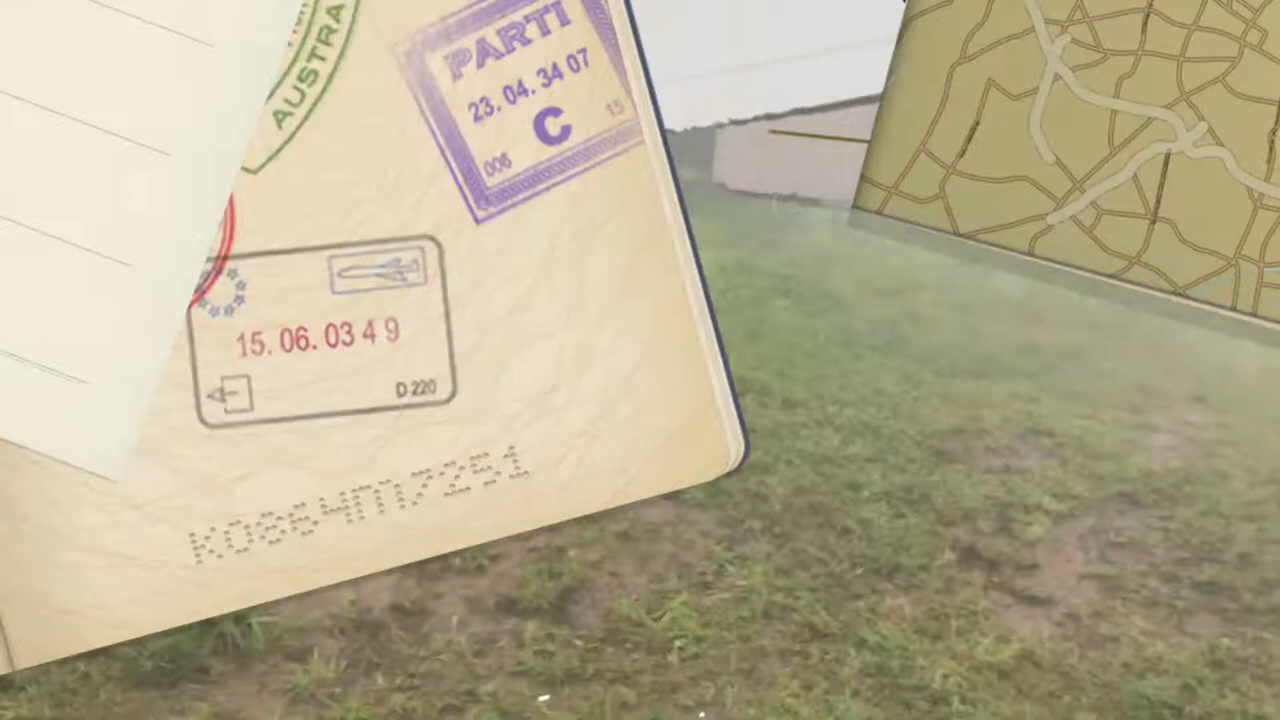 AUSTRA
PARTI
23. 04. 34 07
C
15
006
15. 06. 03 4 9
D-220